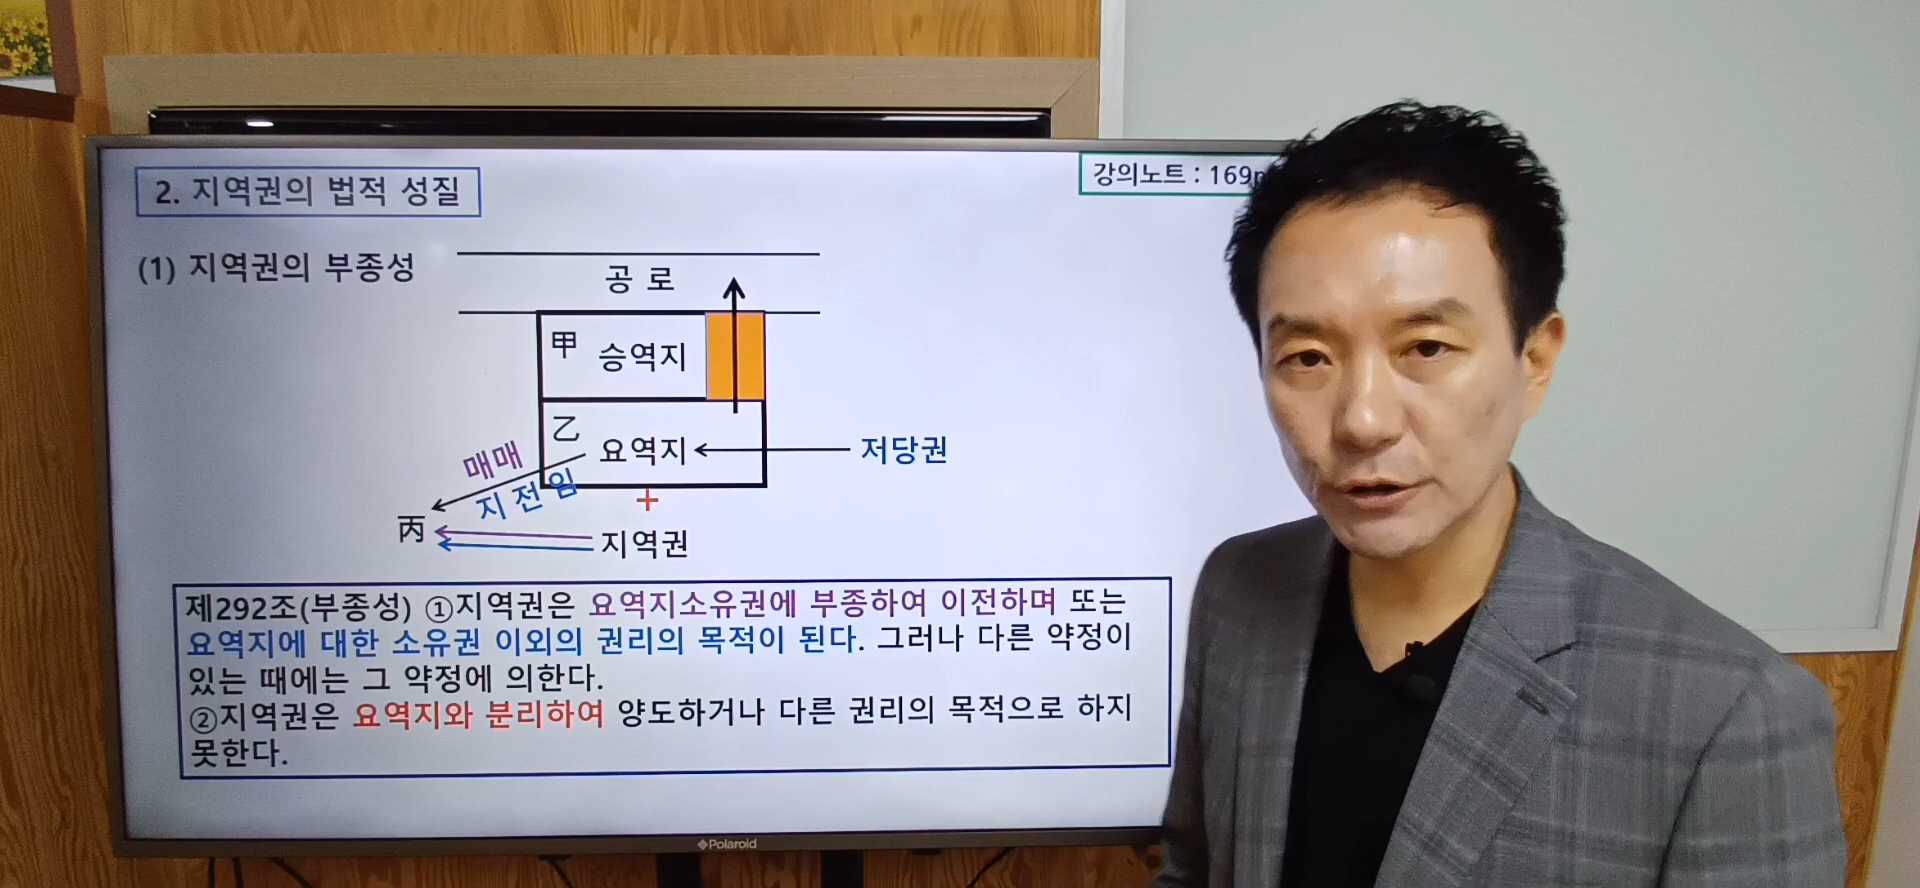 2. 지역권의 법적 성질
강의노트 : 169p
(1) 지역권의 부종성
공 로
甲 승역지
乙 요역지
저당권
매매
지 전 임
+
丙
지역권
제292조(부종성) ①지역권은 요역지소유권에 부종하여 이전하며 또는
요역지에 대한 소유권 이외의 권리의 목적이 된다. 그러나 다른 약정이
있는 때에는 그 약정에 의한다.
②지역권은 요역지와 분리하여 양도하거나 다른 권리의 목적으로 하지
못한다.
Polaroid